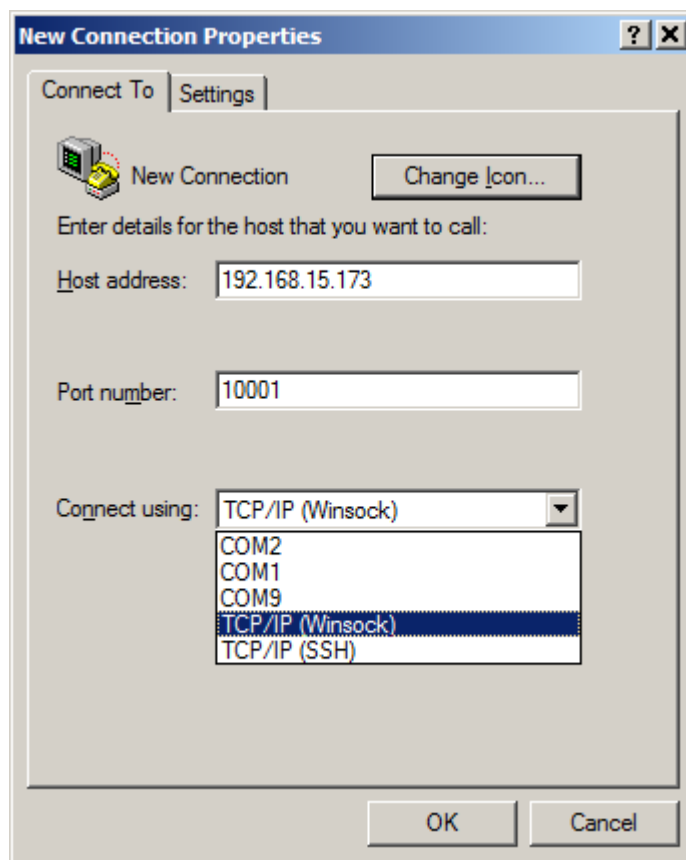 New Connection Properties
Connect To
Settings
New Connection
Change Icon...
Enter details for the host that you want to call:
Host address:
192.168.15.173
Port number:
10001
Connect using:
TCP/IP (Winsock)
COM2
COM1
COM9
TCP/IP (Winsock)
TCP/IP (SSH)
OK
Cancel